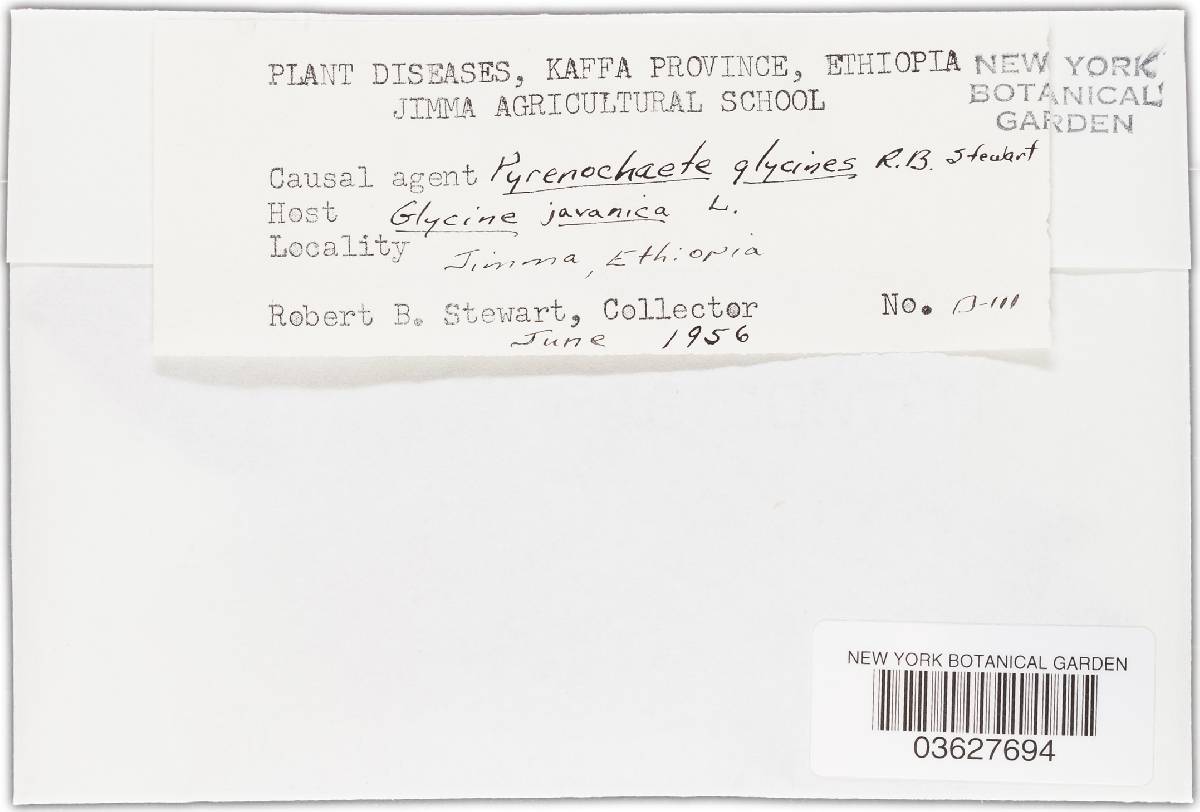 PLANT DISEASES, KAFFA PROVINCE, ETHIOPIA
JIMMA AGRICULTURAL SCHOOL
NEW YORK
BOTANICAL
GARDEN
Causal agent Pyrenochaete glycines R.B. Stewart
Host Glycine javanica L.
Locality Jimma, Ethiopia
Robert B. Stewart, Collector No. B-111
June 1956
NEW YORK BOTANICAL GARDEN
03627694